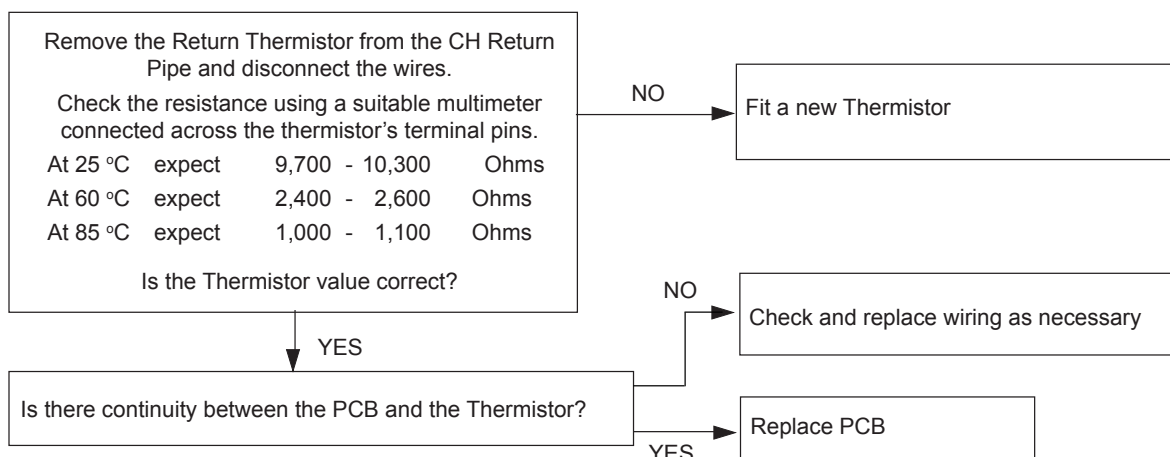 Remove the Return Thermistor from the CH Return
Pipe and disconnect the wires.
Check the resistance using a suitable multimeter
connected across the thermistor's terminal pins.
At 25 °C expect 9,700 - 10,300 Ohms
At 60 °C expect 2,400 - 2,600 Ohms
At 85 °C expect 1,000 - 1,100 Ohms
Is the Thermistor value correct?
NO
Fit a new Thermistor
YES
Is there continuity between the PCB and the Thermistor?
NO
Check and replace wiring as necessary
YES
Replace PCB